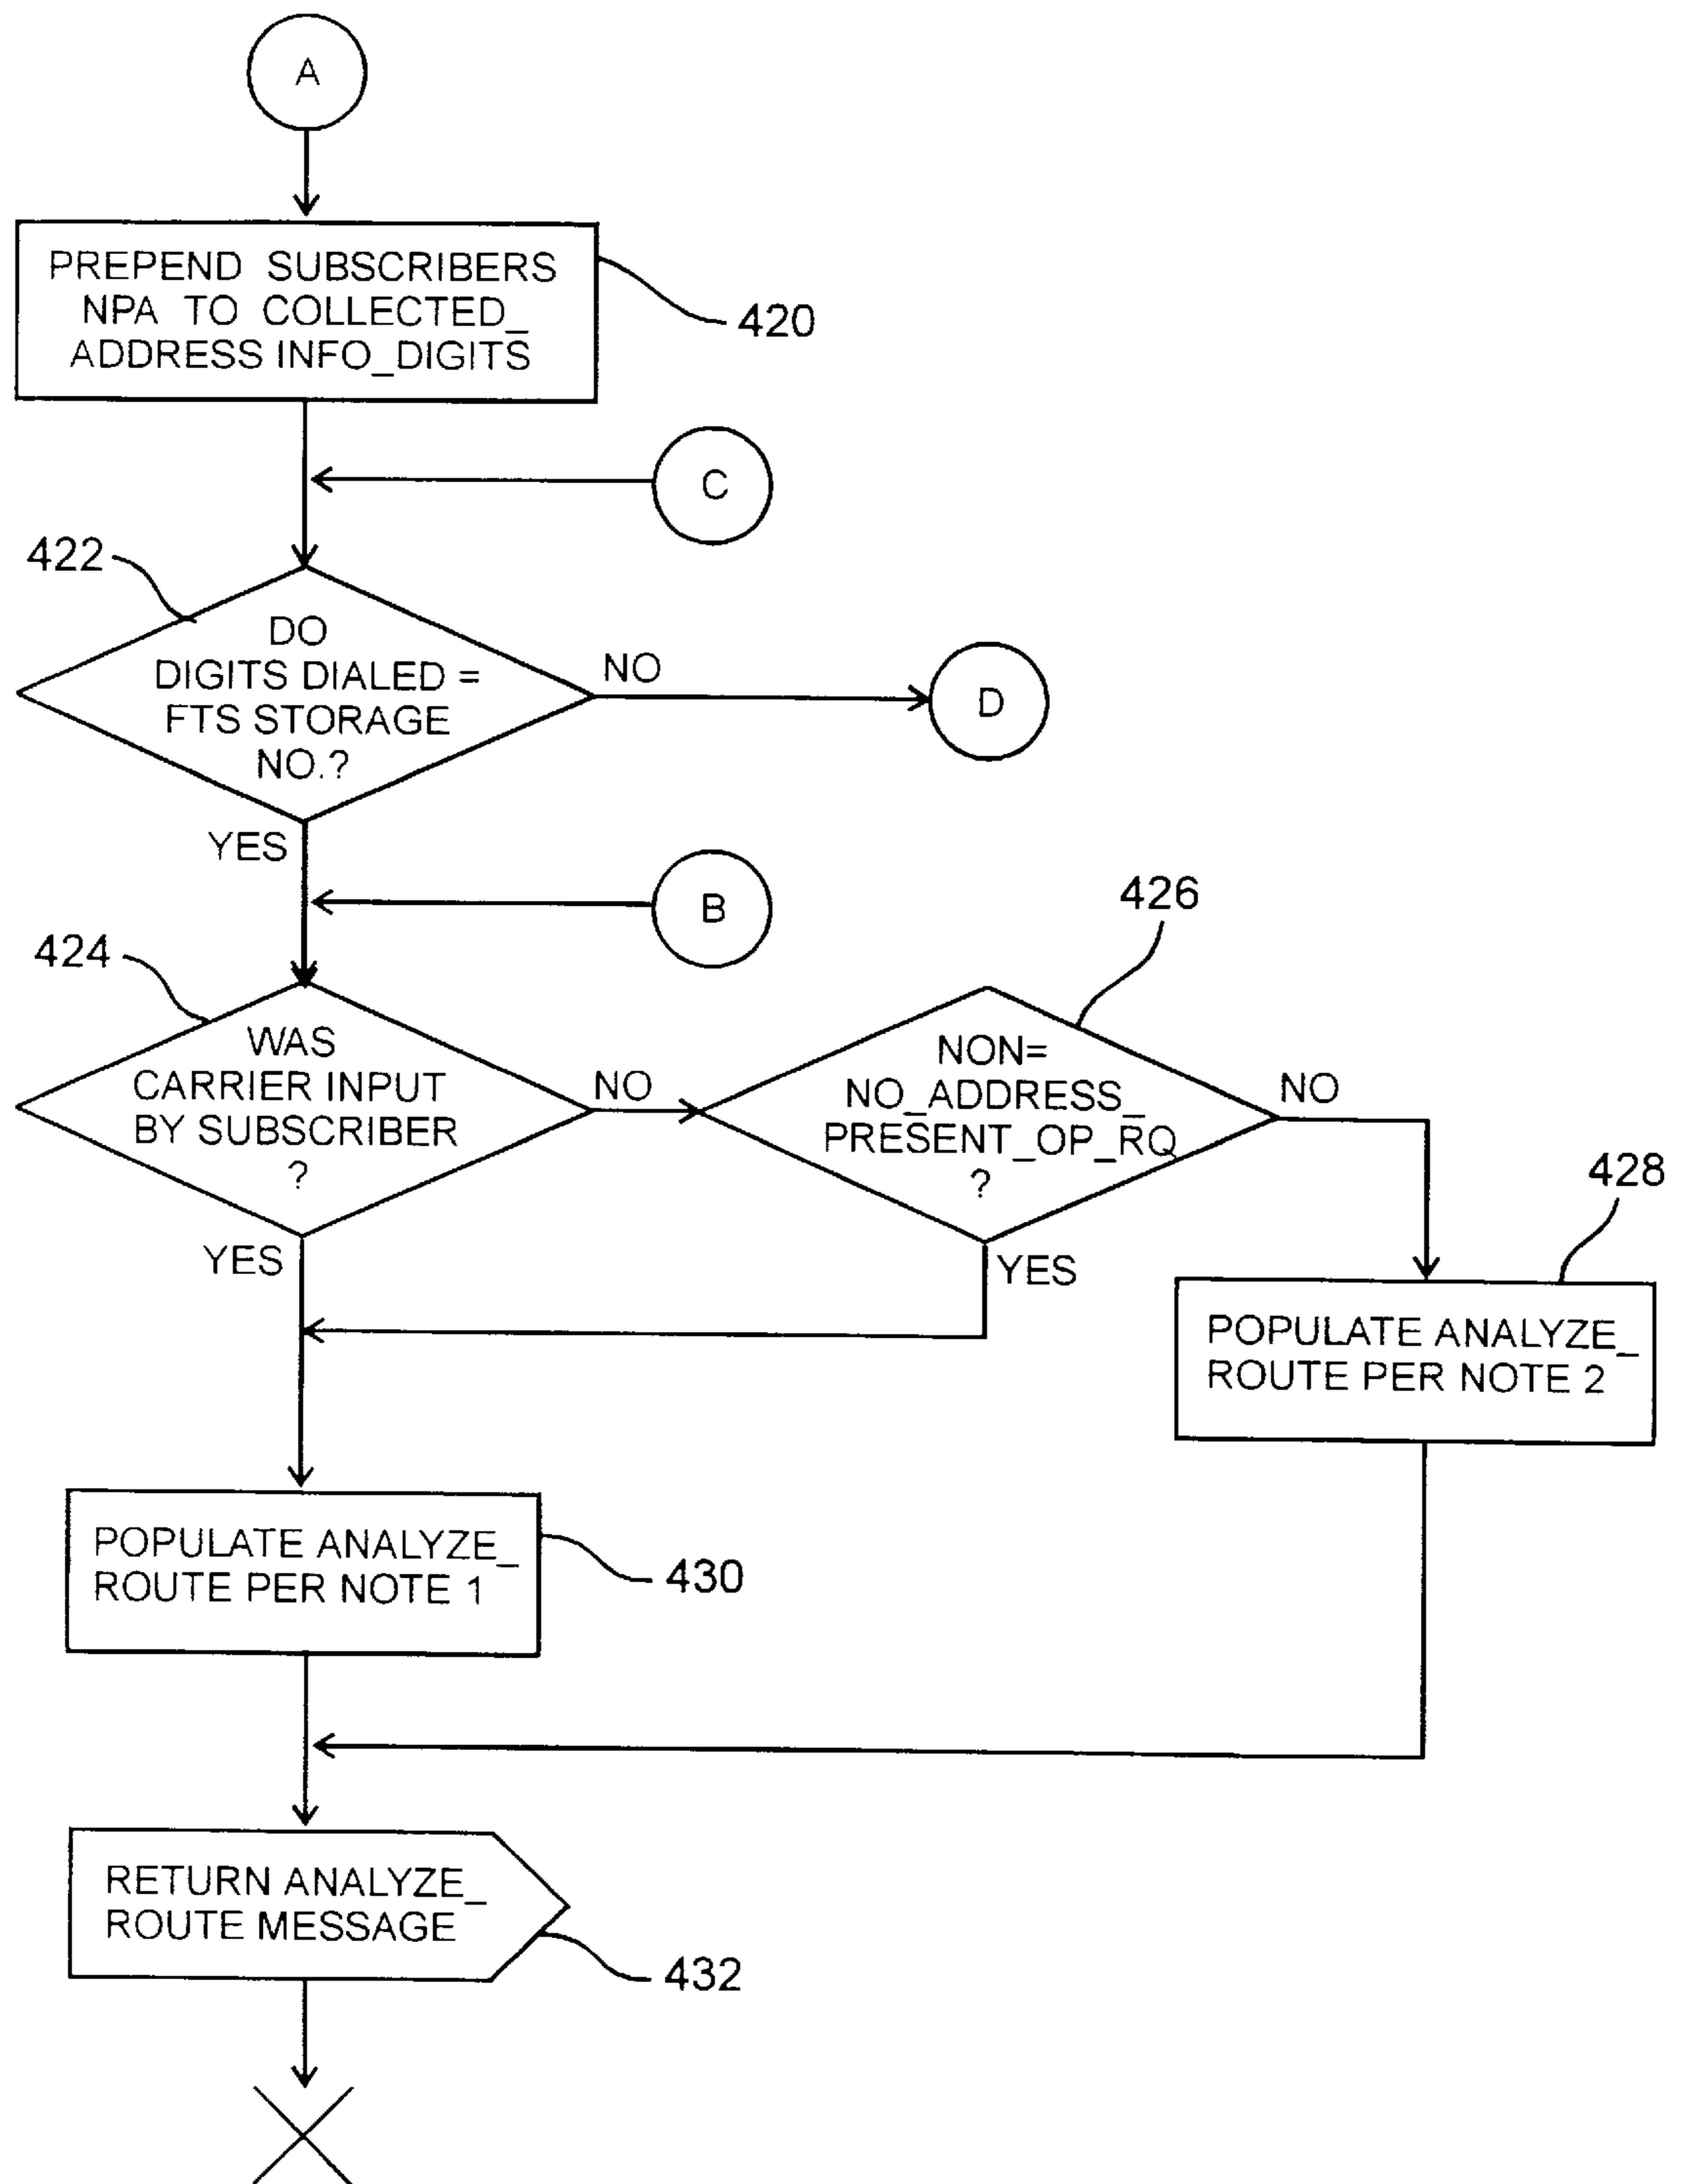 A
PREPEND SUBSCRIBERS
NPA TO COLLECTED_
ADDRESS INFO_DIGITS
420
C
422
DO
DIGITS DIALED =
FTS STORAGE
NO.?
NO
D
YES
B
424
WAS
CARRIER INPUT
BY SUBSCRIBER
?
NO
426
NON=
NO_ADDRESS_
PRESENT_OP_RQ
?
NO
YES
YES
428
POPULATE ANALYZE_
ROUTE PER NOTE 2
POPULATE ANALYZE_
ROUTE PER NOTE 1
430
RETURN ANALYZE_
ROUTE MESSAGE
432